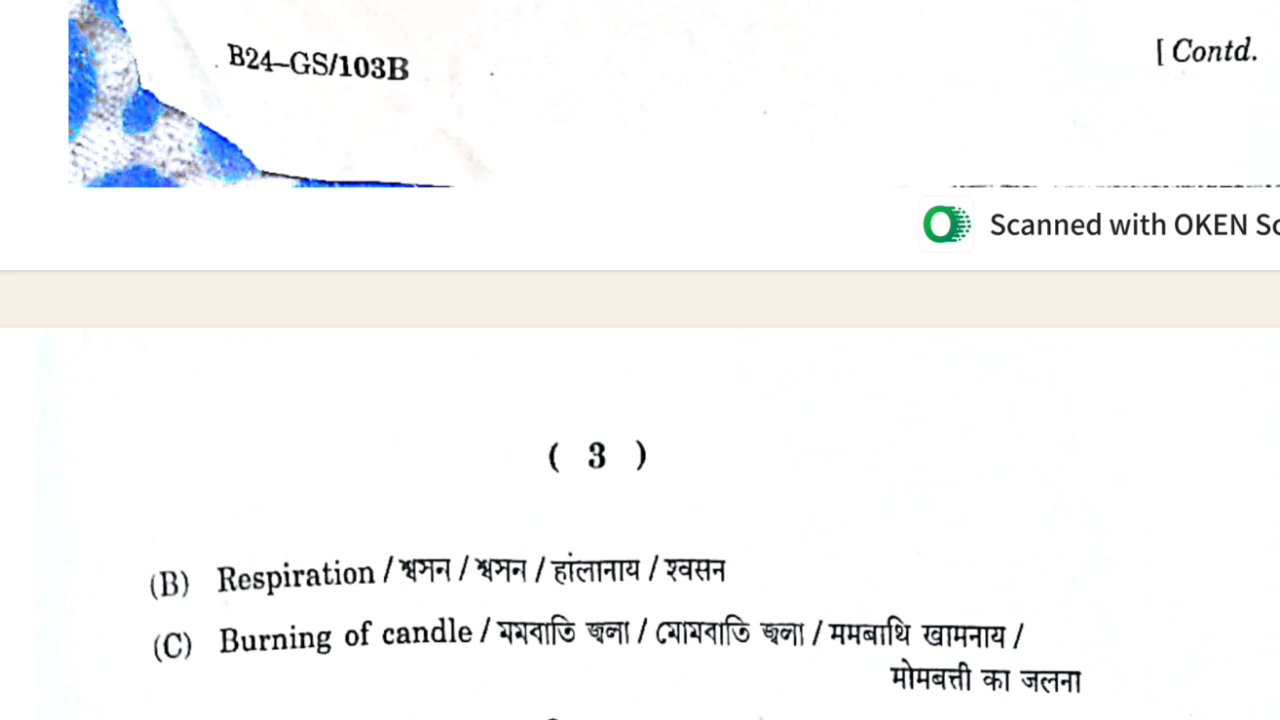 B24–GS/103B
[ Contd.
Scanned with OKEN Sc
( 3 )
(B) Respiration / শ্বসন / শ্বসন / हांलानाय / श्वसन
(C) Burning of candle / মমবাতি জ্বলা / মোমবাতি জ্বলা / ममबाथि खामनाय /
मोमबत्ती का जलना